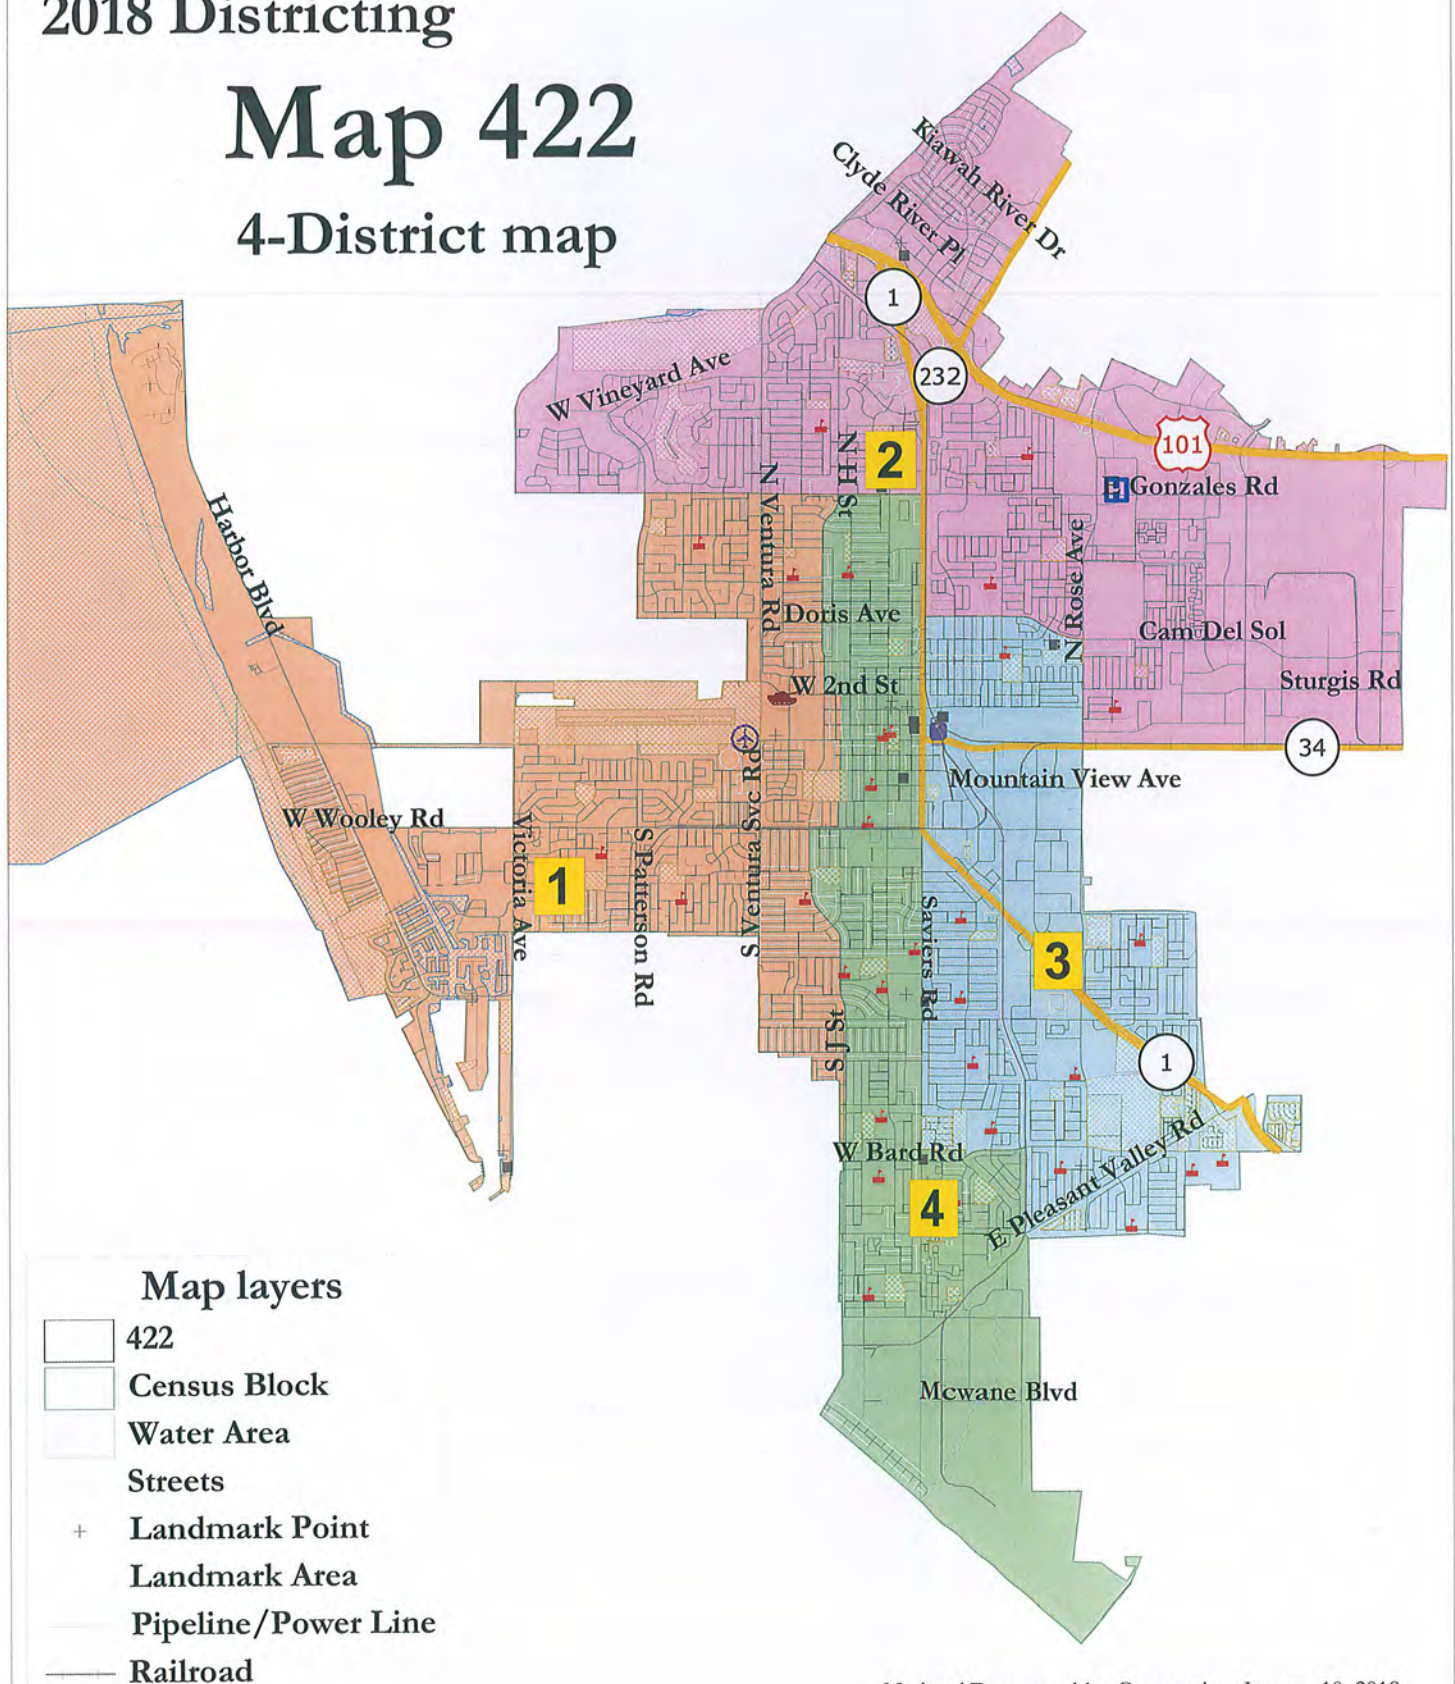 2018 Districting
Map 422
4-District map
Kiawah River Dr
Clyde River Pl
1
232
W Vineyard Ave
101
2
N H St
E Gonzales Rd
N Ventura Rd
Harbor Blvd
N Rose Ave
Doris Ave
Cam Del Sol
W 2nd St
Sturgis Rd
34
Mountain View Ave
W Wooley Rd
Victoria Ave
1
S Patterson Rd
S Ventura Svc Rd
Saviers Rd
3
S J St
1
W Bard Rd
E Pleasant Valley Rd
4
Mcwane Blvd
Map layers
422
Census Block
Water Area
Streets
Landmark Point
Landmark Area
Pipeline/Power Line
Railroad